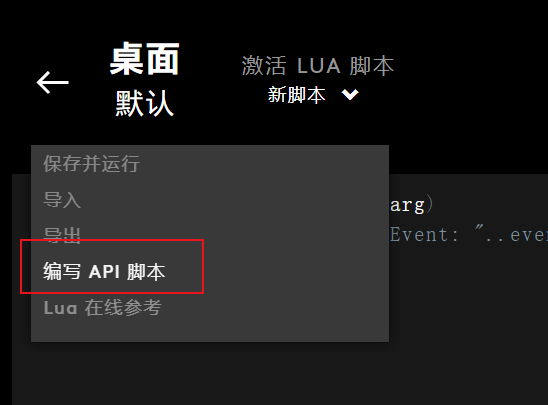 桌面
默认
激活 LUA 脚本
新脚本
保存并运行
导入
导出
编写 API 脚本
Lua 在线参考
arg)
Event: "..eve